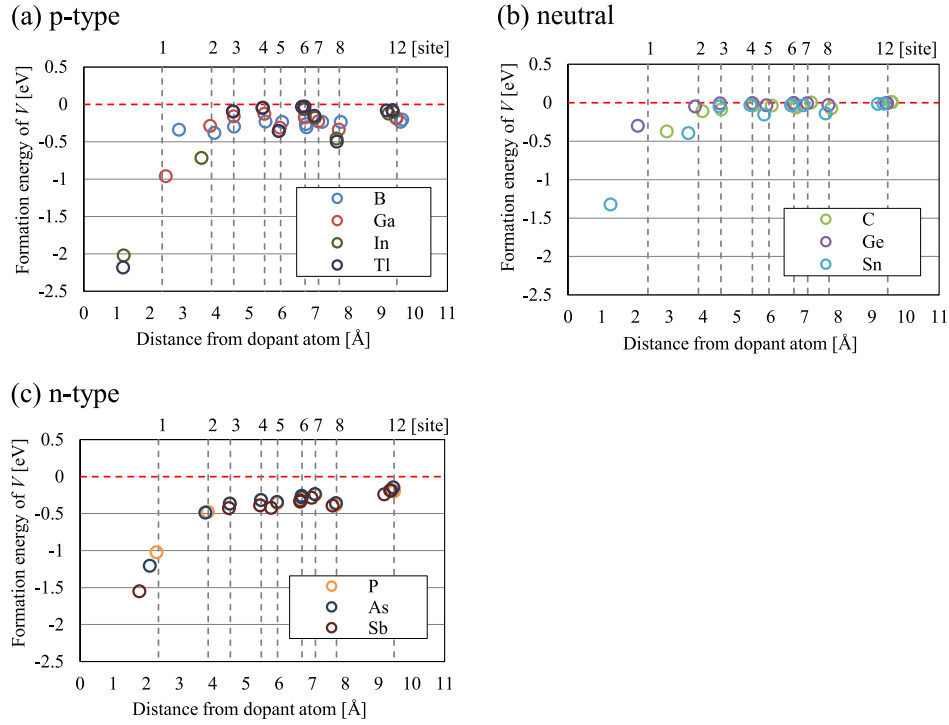 (a) p-type
1 2 3 4 5 6 7 8 12 [site]
Formation energy of V [eV]
0.5
0
-0.5
-1
-1.5
-2
-2.5
B
Ga
In
Tl
0 1 2 3 4 5 6 7 8 9 10 11
Distance from dopant atom [Å]
(b) neutral
1 2 3 4 5 6 7 8 12 [site]
Formation energy of V [eV]
0.5
0
-0.5
-1
-1.5
-2
-2.5
C
Ge
Sn
0 1 2 3 4 5 6 7 8 9 10 11
Distance from dopant atom [Å]
(c) n-type
1 2 3 4 5 6 7 8 12 [site]
Formation energy of V [eV]
0.5
0
-0.5
-1
-1.5
-2
-2.5
P
As
Sb
0 1 2 3 4 5 6 7 8 9 10 11
Distance from dopant atom [Å]